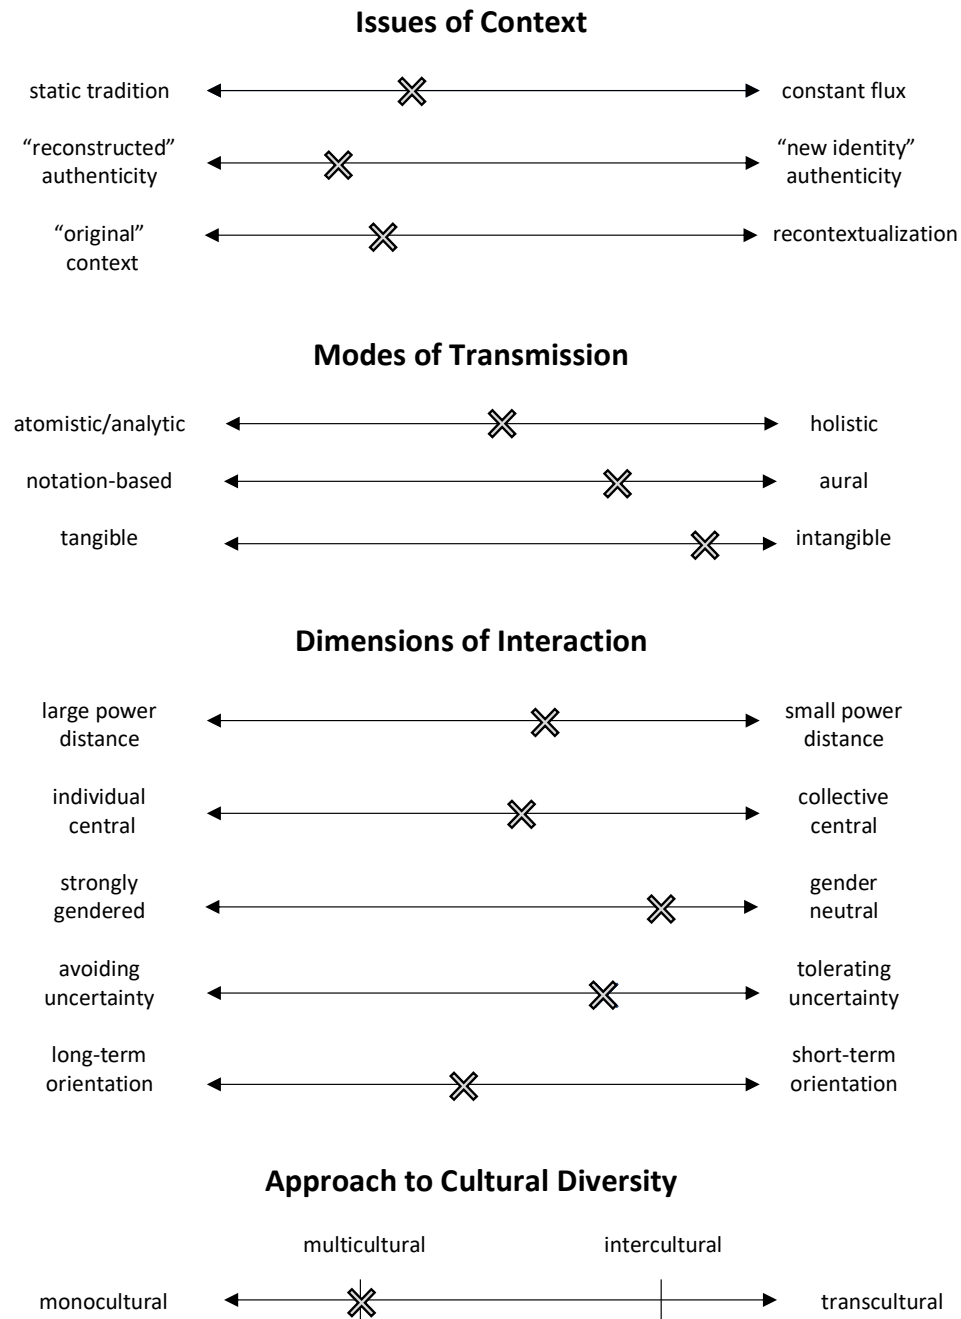 Issues of Context
static tradition
constant flux
“reconstructed”
authenticity
“new identity”
authenticity
“original”
context
recontextualization
Modes of Transmission
atomistic/analytic
holistic
notation-based
aural
tangible
intangible
Dimensions of Interaction
large power
distance
small power
distance
individual
central
collective
central
strongly
gendered
gender
neutral
avoiding
uncertainty
tolerating
uncertainty
long-term
orientation
short-term
orientation
Approach to Cultural Diversity
multicultural
intercultural
monocultural
transcultural